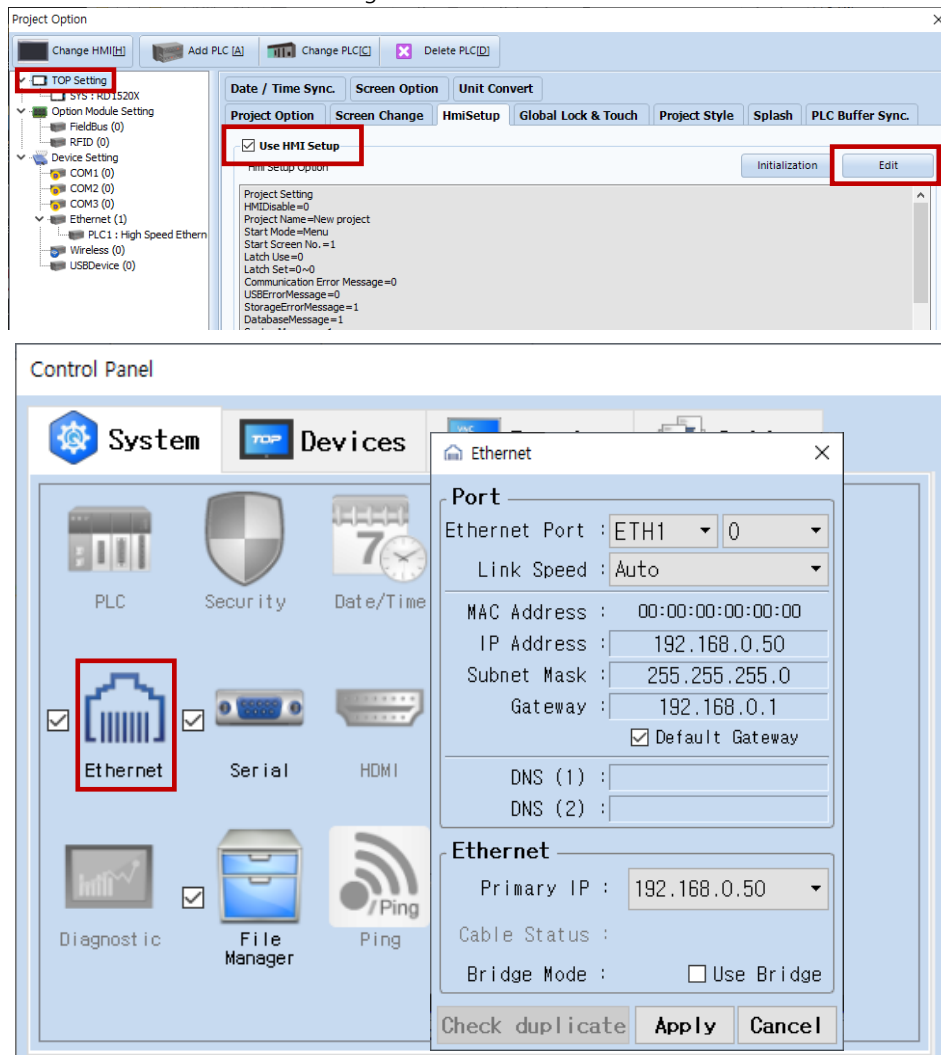 Project Option
Change HMI[H] Add PLC [A] Change PLC[C] Delete PLC[D]
TOP Setting
SYS : RD1520X
Option Module Setting
FieldBus (0)
RFID (0)
Device Setting
COM1 (0)
COM2 (0)
COM3 (0)
Ethernet (1)
PLC1 : High Speed Ethern
Wireless (0)
USBDevice (0)
Date / Time Sync. Screen Option Unit Convert
Project Option Screen Change HmiSetup Global Lock & Touch Project Style Splash PLC Buffer Sync.
Use HMI Setup
Hmi Setup Option
Initialization Edit
Project Setting
HMIDisable=0
Project Name=New project
Start Mode=Menu
Start Screen No.=1
Latch Use=0
Latch Set=0~0
Communication Error Message=0
USBErrorMessage=0
StorageErrorMessage=1
DatabaseMessage=1
Control Panel
System Devices
PLC Security Date/Time
Ethernet Serial HDMI
Diagnostic File Manager Ping
/Ping
Ethernet
Port
Ethernet Port : ETH1 0
Link Speed : Auto
MAC Address : 00:00:00:00:00:00
IP Address : 192.168.0.50
Subnet Mask : 255.255.255.0
Gateway : 192.168.0.1
Default Gateway
DNS (1) :
DNS (2) :
Ethernet
Primary IP : 192.168.0.50
Cable Status :
Bridge Mode : Use Bridge
Check duplicate Apply Cancel